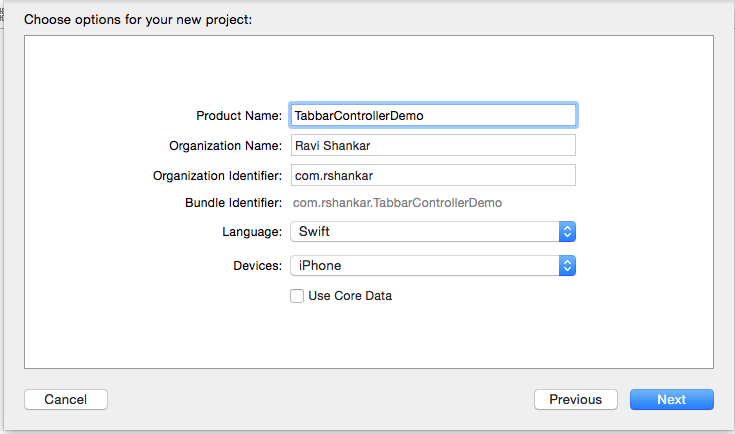 Choose options for your new project:
Product Name: TabbarControllerDemo
Organization Name: Ravi Shankar
Organization Identifier: com.rshankar
Bundle Identifier: com.rshankar.TabbarControllerDemo
Language: Swift
Devices: iPhone
Use Core Data
Cancel Previous Next